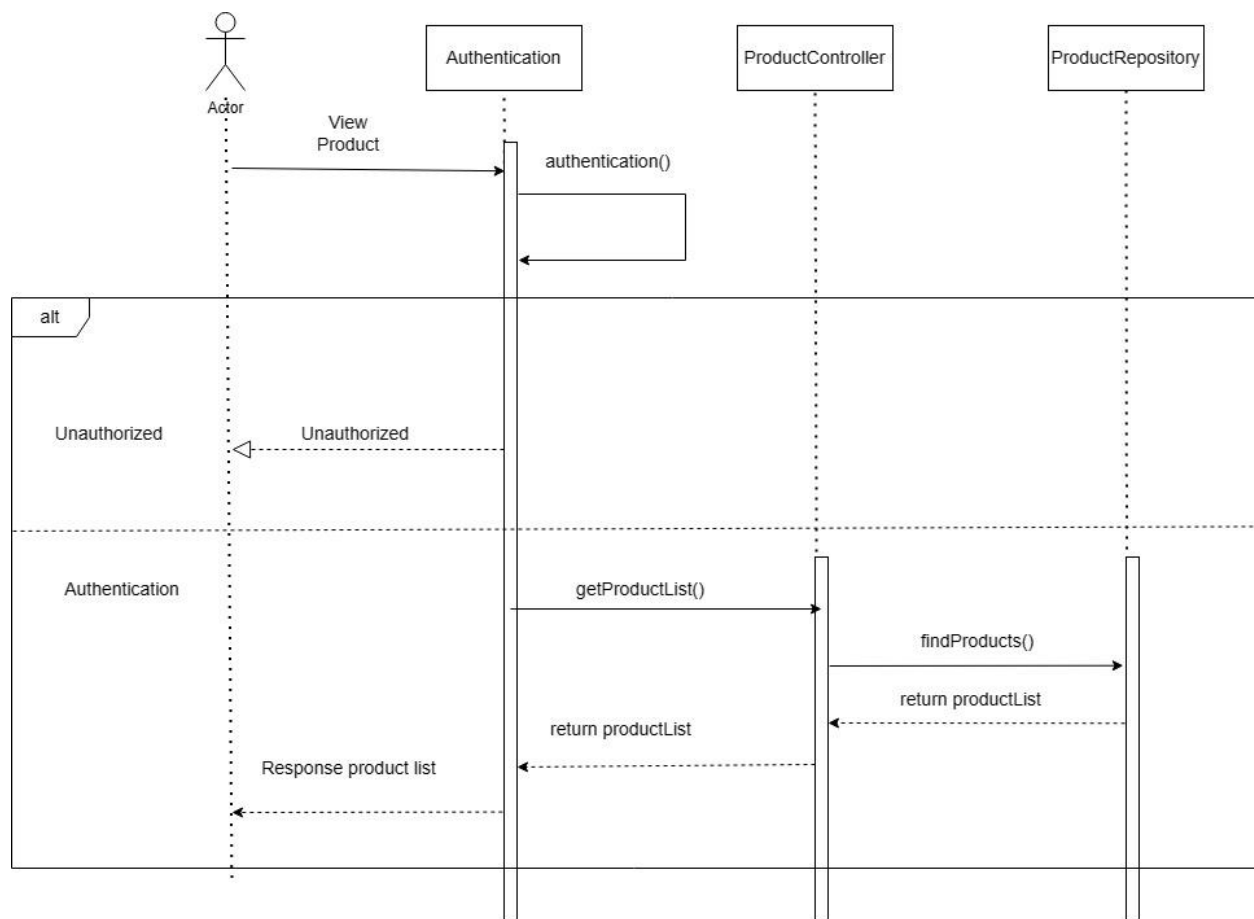 Authentication
ProductController
ProductRepository
Actor
View
Product
authentication()
alt
Unauthorized
Unauthorized
Authentication
getProductList()
findProducts()
return productList
return productList
Response product list